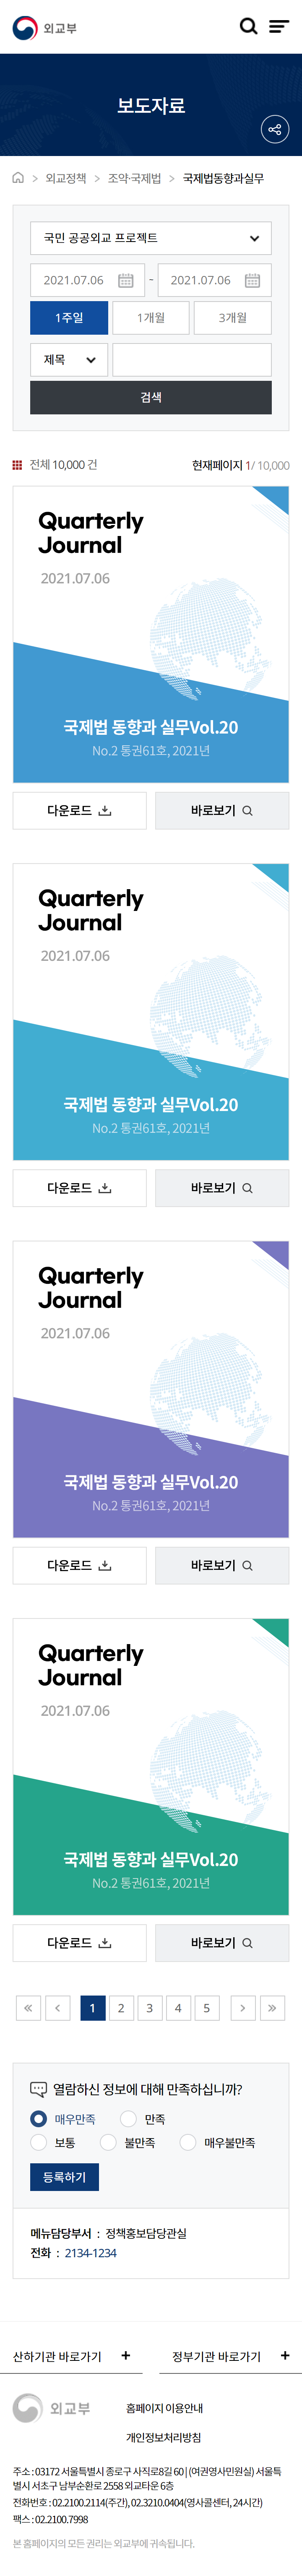 외교부
보도자료
외교정책 > 조약·국제법 > 국제법동향과실무
국민 공공외교 프로젝트
2021.07.06 - 2021.07.06
1주일 1개월 3개월
제목
검색
전체 10,000 건 현재페이지 1/ 10,000
Quarterly
Journal
2021.07.06
국제법 동향과 실무Vol.20
No.2 통권61호, 2021년
다운로드 바로보기
Quarterly
Journal
2021.07.06
국제법 동향과 실무Vol.20
No.2 통권61호, 2021년
다운로드 바로보기
Quarterly
Journal
2021.07.06
국제법 동향과 실무Vol.20
No.2 통권61호, 2021년
다운로드 바로보기
Quarterly
Journal
2021.07.06
국제법 동향과 실무Vol.20
No.2 통권61호, 2021년
다운로드 바로보기
« < 1 2 3 4 5 > »
열람하신 정보에 대해 만족하십니까?
매우만족 만족
보통 불만족 매우불만족
등록하기
메뉴담당부서 : 정책홍보담당관실
전화 : 2134-1234
산하기관 바로가기 + 정부기관 바로가기 +
외교부 홈페이지 이용안내
개인정보처리방침
주소 : 03172 서울특별시 종로구 사직로8길 60 | (여권영사민원실) 서울특
별시 서초구 남부순환로 2558 외교타운 6층
전화번호 : 02.2100.2114(주간), 02.3210.0404(영사콜센터, 24시간)
팩스 : 02.2100.7998
본 홈페이지의 모든 권리는 외교부에 귀속됩니다.